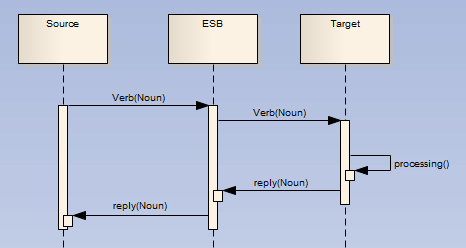 Source
ESB
Target
Verb(Noun)
Verb(Noun)
processing()
reply(Noun)
reply(Noun)